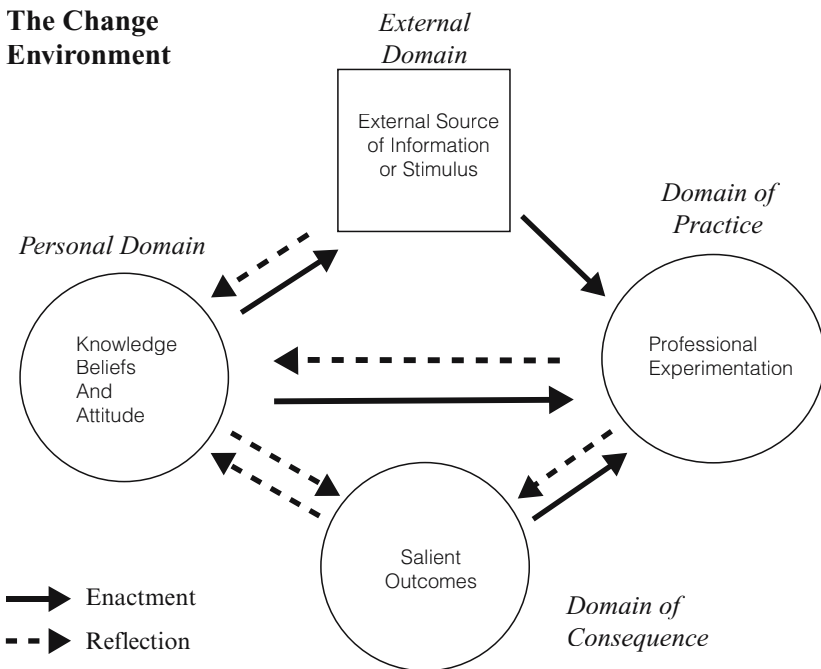 The Change
Environment
External
Domain
External Source
of Information
or Stimulus
Domain of
Practice
Personal Domain
Knowledge
Beliefs
And
Attitude
Professional
Experimentation
Salient
Outcomes
Enactment
Reflection
Domain of
Consequence